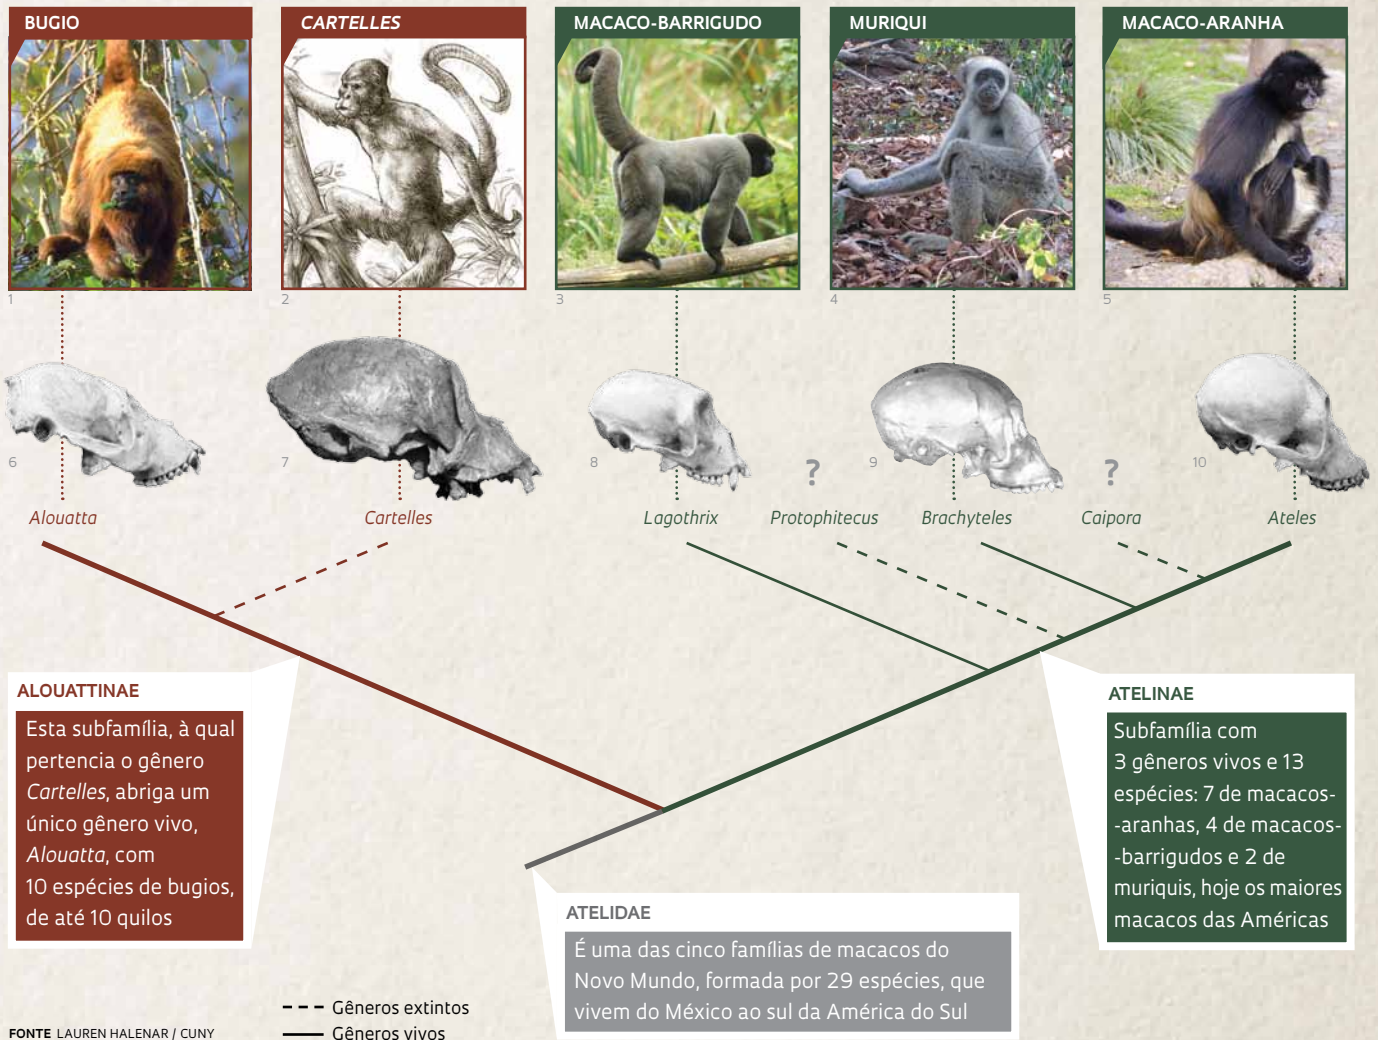 BUGIO
CARTELLES
MACACO-BARRIGUDO
MURIQUI
MACACO-ARANHA
1
2
3
4
5
6
7
8
?
9
?
10
Alouatta
Cartelles
Lagothrix
Protophitecus
Brachyteles
Caipora
Ateles
ALOUATTINAE
Esta subfamília, à qual
pertencia o gênero
Cartelles, abriga um
único gênero vivo,
Alouatta, com
10 espécies de bugios,
de até 10 quilos
ATELINAE
Subfamília com
3 gêneros vivos e 13
espécies: 7 de macacos-
-aranhas, 4 de macacos-
-barrigudos e 2 de
muriquis, hoje os maiores
macacos das Américas
ATELIDAE
É uma das cinco famílias de macacos do
Novo Mundo, formada por 29 espécies, que
vivem do México ao sul da América do Sul
Gêneros extintos
Gêneros vivos
FONTE LAUREN HALENAR / CUNY